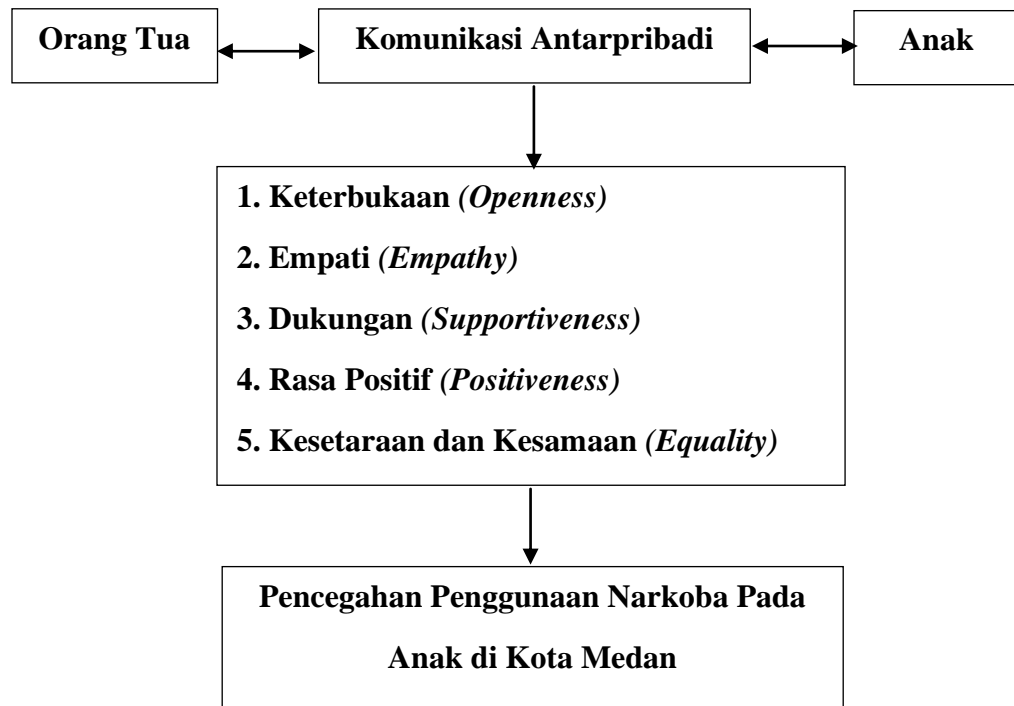 Orang Tua
Komunikasi Antarpribadi
Anak
1. Keterbukaan (Openness)
2. Empati (Empathy)
3. Dukungan (Supportiveness)
4. Rasa Positif (Positiveness)
5. Kesetaraan dan Kesamaan (Equality)
Pencegahan Penggunaan Narkoba Pada
Anak di Kota Medan